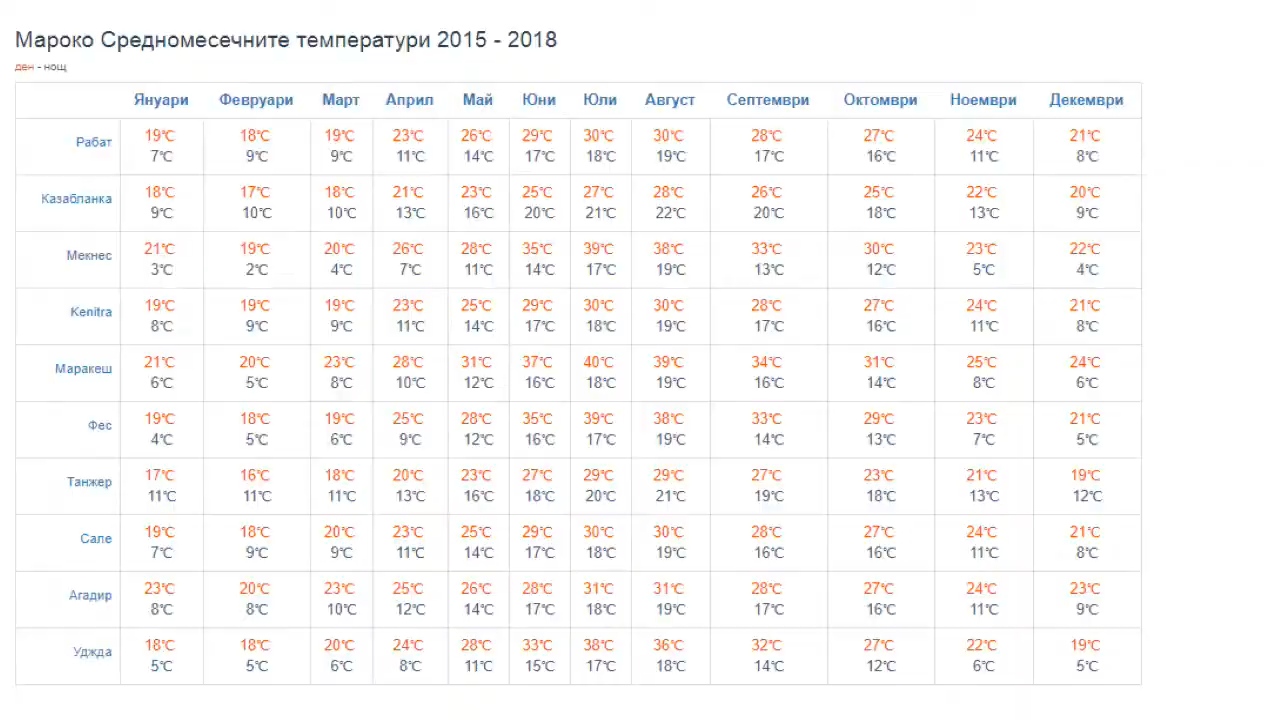 Мароко Средномесечните температури 2015 - 2018
ден - нощ
Януари Февруари Март Април Май Юни Юли Август Септември Октомври Ноември Декември
Рабат 19°C 18°C 19°C 23°C 26°C 29°C 30°C 30°C 28°C 27°C 24°C 21°C
7°C 9°C 9°C 11°C 14°C 17°C 18°C 19°C 17°C 16°C 11°C 8°C
Казабланка 18°C 17°C 18°C 21°C 23°C 25°C 27°C 28°C 26°C 25°C 22°C 20°C
9°C 10°C 10°C 13°C 16°C 20°C 21°C 22°C 20°C 18°C 13°C 9°C
Мекнес 21°C 19°C 20°C 26°C 28°C 35°C 39°C 38°C 33°C 30°C 23°C 22°C
3°C 2°C 4°C 7°C 11°C 14°C 17°C 19°C 13°C 12°C 5°C 4°C
Kenitra 19°C 19°C 19°C 23°C 25°C 29°C 30°C 30°C 28°C 27°C 24°C 21°C
8°C 9°C 9°C 11°C 14°C 17°C 18°C 19°C 17°C 16°C 11°C 8°C
Маракеш 21°C 20°C 23°C 28°C 31°C 37°C 40°C 39°C 34°C 31°C 25°C 24°C
6°C 5°C 8°C 10°C 12°C 16°C 18°C 19°C 16°C 14°C 8°C 6°C
Фес 19°C 18°C 19°C 25°C 28°C 35°C 39°C 38°C 33°C 29°C 23°C 21°C
4°C 5°C 6°C 9°C 12°C 16°C 17°C 19°C 14°C 13°C 7°C 5°C
Танжер 17°C 16°C 18°C 20°C 23°C 27°C 29°C 29°C 27°C 23°C 21°C 19°C
11°C 11°C 11°C 13°C 16°C 18°C 20°C 21°C 19°C 18°C 13°C 12°C
Сале 19°C 18°C 20°C 23°C 25°C 29°C 30°C 30°C 28°C 27°C 24°C 21°C
7°C 9°C 9°C 11°C 14°C 17°C 18°C 19°C 16°C 16°C 11°C 8°C
Агадир 23°C 20°C 23°C 25°C 26°C 28°C 31°C 31°C 28°C 27°C 24°C 23°C
8°C 8°C 10°C 12°C 14°C 17°C 18°C 19°C 17°C 16°C 11°C 9°C
Уджда 18°C 18°C 20°C 24°C 28°C 33°C 38°C 36°C 32°C 27°C 22°C 19°C
5°C 5°C 6°C 8°C 11°C 15°C 17°C 18°C 14°C 12°C 6°C 5°C